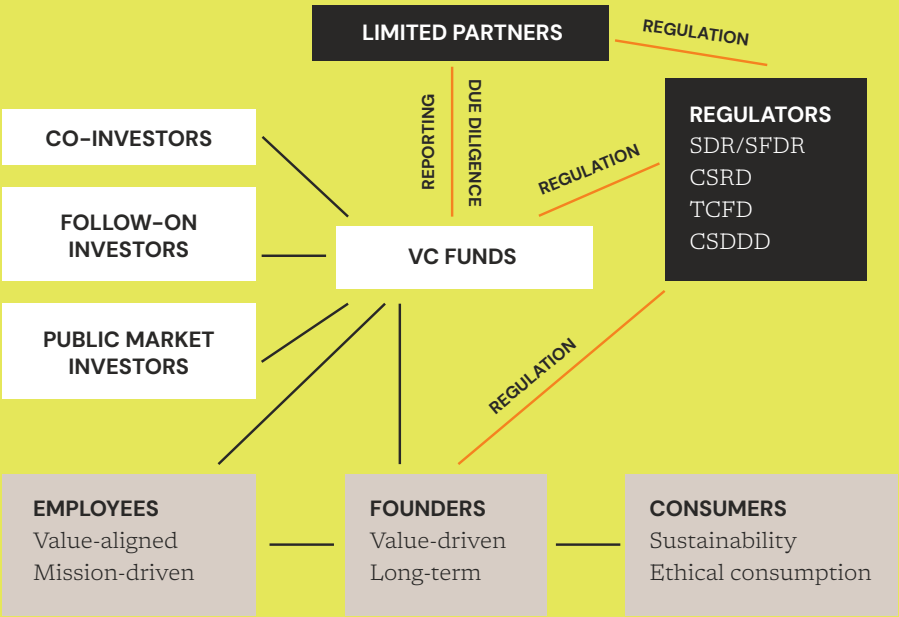 LIMITED PARTNERS
REGULATION
REGULATORS
SDR/SFDR
CSRD
TCFD
CSDDD
REPORTING
DUE DILIGENCE
REGULATION
CO-INVESTORS
FOLLOW-ON
INVESTORS
VC FUNDS
PUBLIC MARKET
INVESTORS
REGULATION
EMPLOYEES
Value-aligned
Mission-driven
FOUNDERS
Value-driven
Long-term
CONSUMERS
Sustainability
Ethical consumption